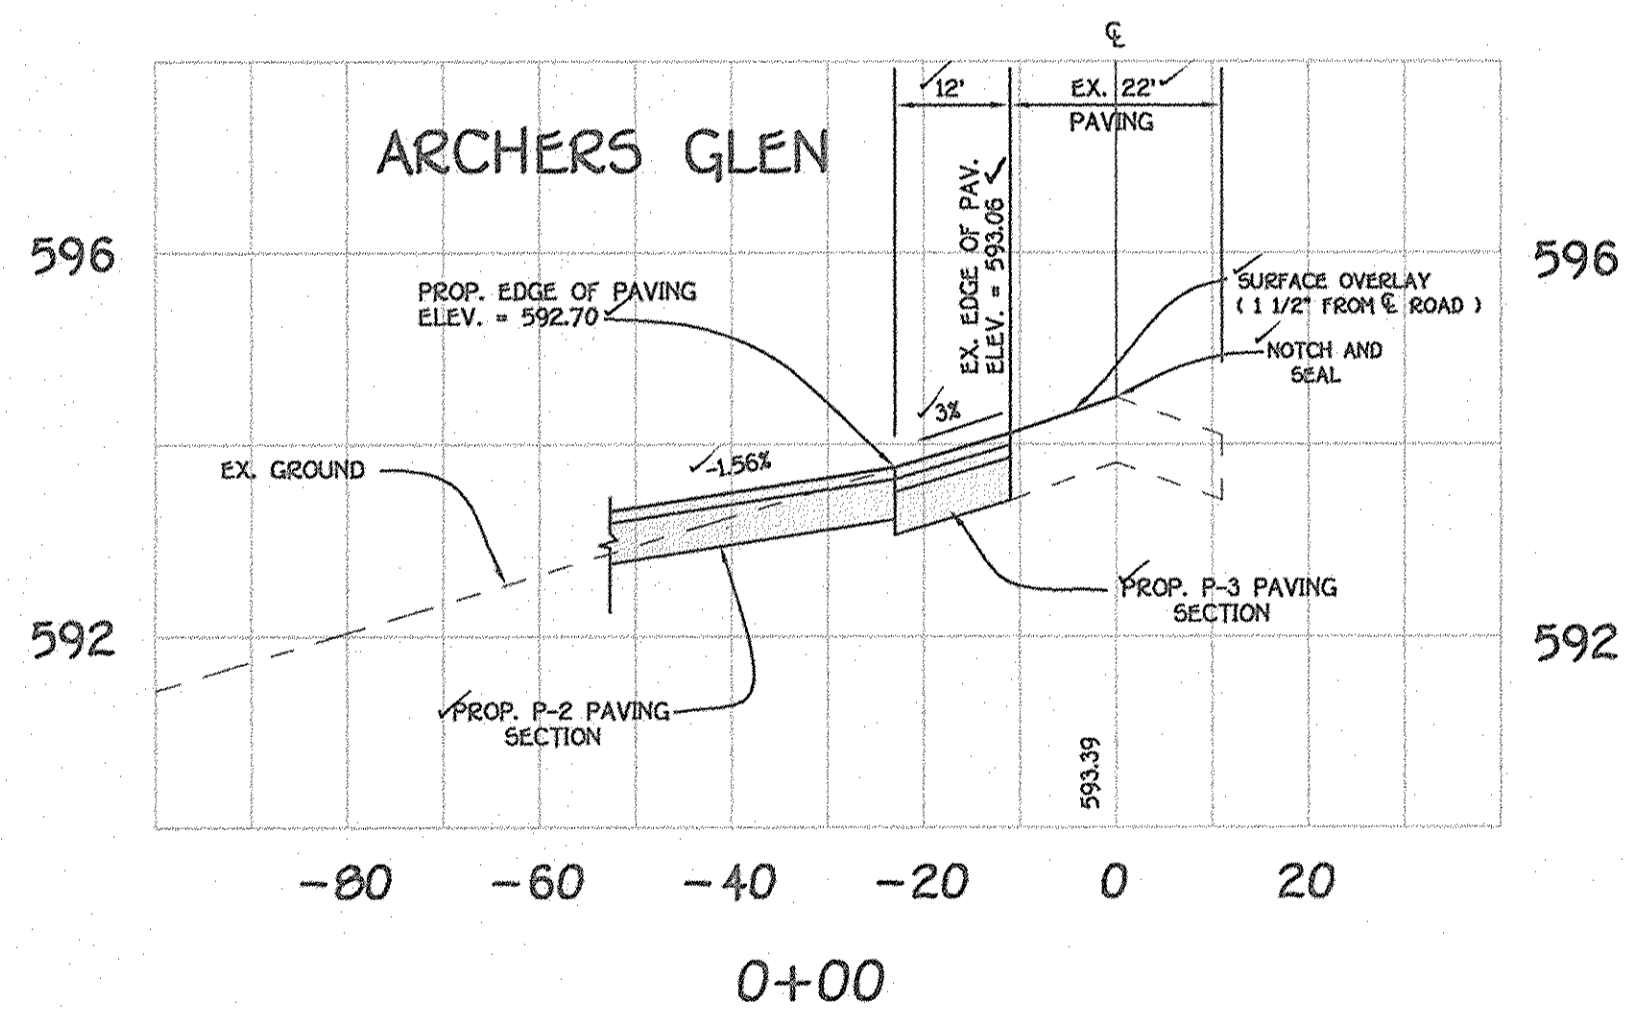 ℄
12'
EX. 22'
PAVING
ARCHERS GLEN
EX. EDGE OF PAV.
ELEV. = 593.06
596
596
PROP. EDGE OF PAVING
ELEV. = 592.70
SURFACE OVERLAY
( 1 1/2" FROM ℄ ROAD )
NOTCH AND
SEAL
3%
-1.56%
EX. GROUND
PROP. P-3 PAVING
SECTION
592
592
PROP. P-2 PAVING
SECTION
593.39
-80 -60 -40 -20 0 20
0+00